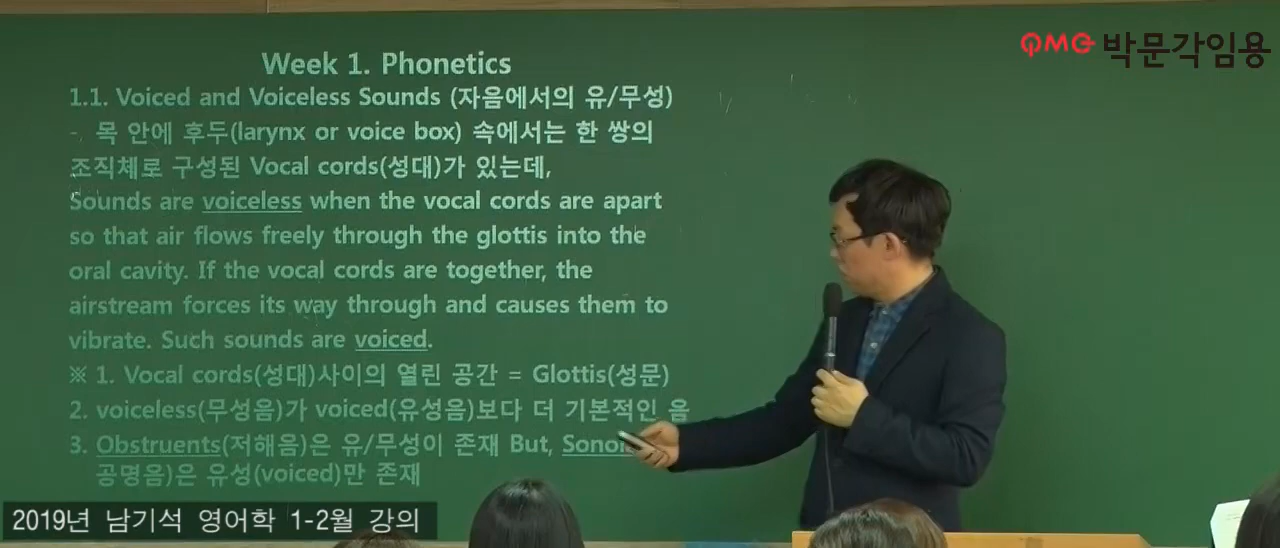 Week 1. Phonetics
QMG 박문각임용
1.1. Voiced and Voiceless Sounds (자음에서의 유/무성)
- 목 안에 후두(larynx or voice box) 속에서는 한 쌍의
조직체로 구성된 Vocal cords(성대)가 있는데,
Sounds are voiceless when the vocal cords are apart
so that air flows freely through the glottis into the
oral cavity. If the vocal cords are together, the
airstream forces its way through and causes them to
vibrate. Such sounds are voiced.
※ 1. Vocal cords(성대)사이의 열린 공간 = Glottis(성문)
2. voiceless(무성음)가 voiced(유성음)보다 더 기본적인 음
3. Obstruents(저해음)은 유/무성이 존재 But,
공명음)은 유성(voiced)만 존재
2019년 남기석 영어학 1-2월 강의